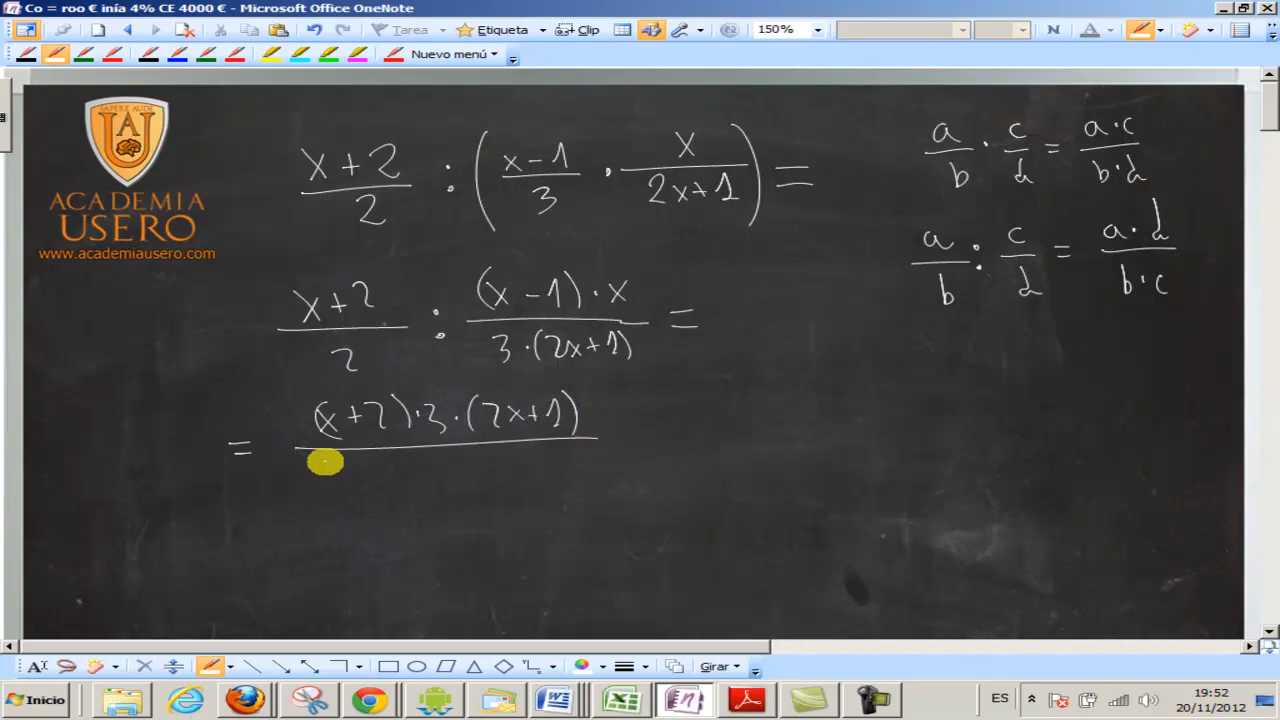 Co = roo € inía 4% CE 4000 € - Microsoft Office OneNote
Tarea Etiqueta Clip 150% N A
Nuevo menú
SAPERE AUDE
UA
ACADEMIA
USERO
www.academiausero.com
(x+2)/2 : ((x-1)/3 · x/(2x+1)) =
a/b · c/d = a·c/b·d
a/b : c/d = a·d/b·c
(x+2)/2 : (x-1)·x/3·(2x+1) =
= (x+2)·3·(2x+1)
Girar
Inicio
ES
19:52
20/11/2012